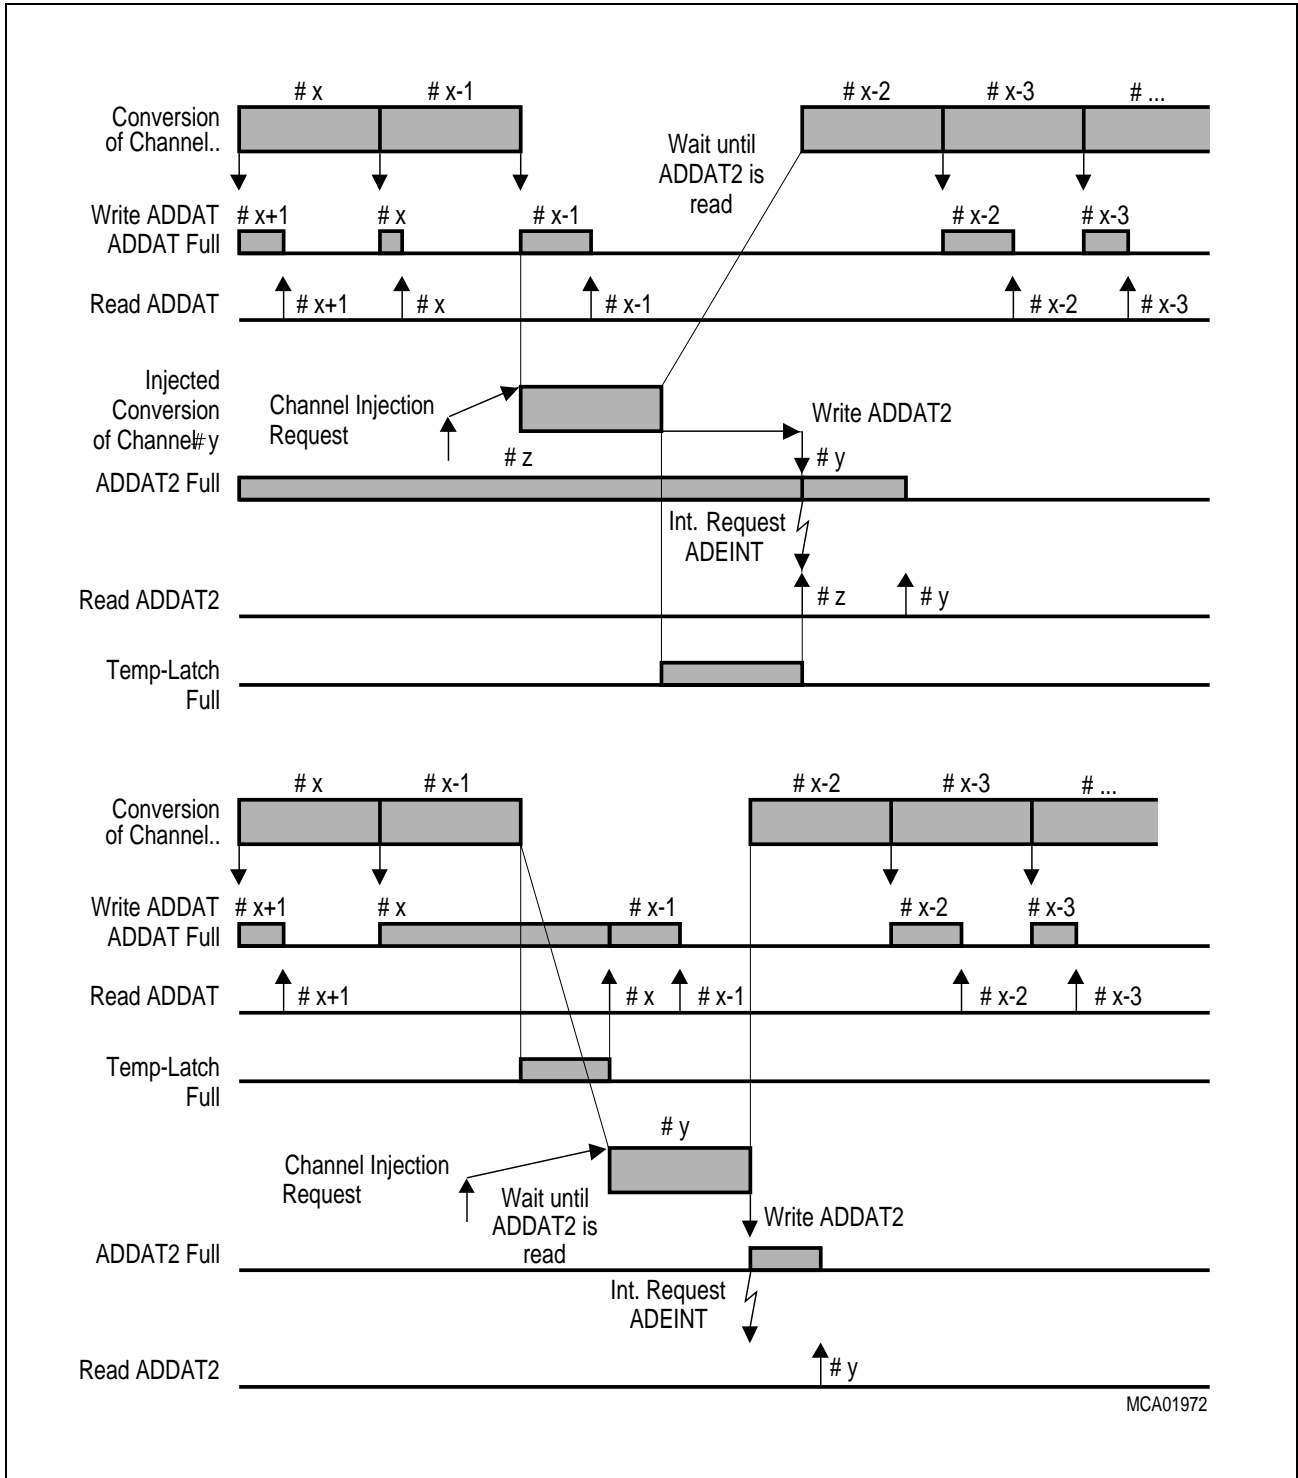 # x # x-1 # x-2 # x-3 # ...
Conversion
of Channel..
Wait until
ADDAT2 is
read
Write ADDAT # x+1 # x # x-1 # x-2 # x-3
ADDAT Full
Read ADDAT # x+1 # x # x-1 # x-2 # x-3
Injected
Conversion
of Channel# y
Channel Injection
Request
Write ADDAT2
# z # y
ADDAT2 Full
Int. Request
ADEINT
Read ADDAT2 # z # y
Temp-Latch
Full
# x # x-1 # x-2 # x-3 # ...
Conversion
of Channel..
Write ADDAT # x+1 # x # x-1 # x-2 # x-3
ADDAT Full
Read ADDAT # x+1 # x # x-1 # x-2 # x-3
Temp-Latch
Full
# y
Channel Injection
Request
Wait until
ADDAT2 is
read
Write ADDAT2
ADDAT2 Full
Int. Request
ADEINT
Read ADDAT2 # y
MCA01972